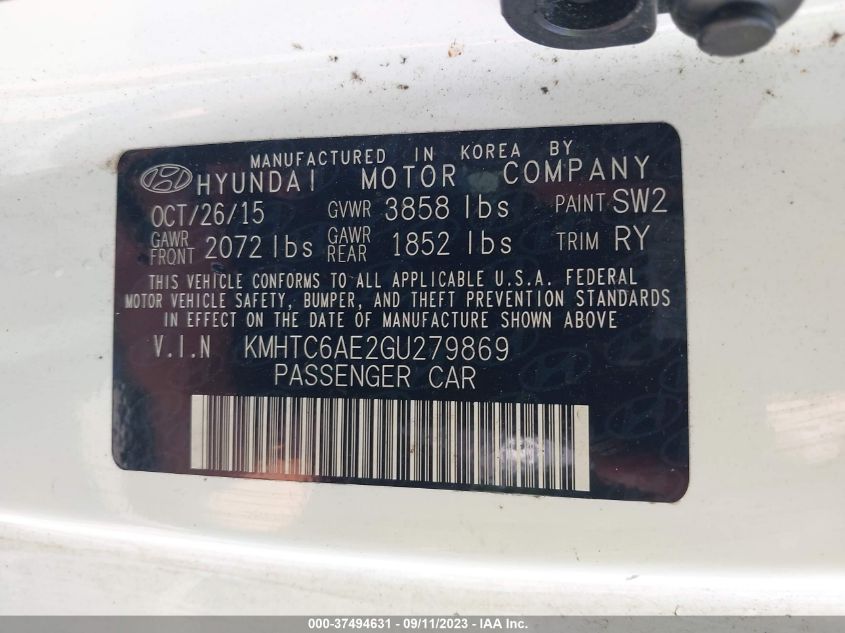 MANUFACTURED IN KOREA BY
HYUNDAI MOTOR COMPANY
OCT/26/15 GVWR 3858 lbs PAINT SW2
GAWR FRONT 2072 lbs GAWR REAR 1852 lbs TRIM RY
THIS VEHICLE CONFORMS TO ALL APPLICABLE U.S.A. FEDERAL
MOTOR VEHICLE SAFETY, BUMPER, AND THEFT PREVENTION STANDARDS
IN EFFECT ON THE DATE OF MANUFACTURE SHOWN ABOVE
V.I.N KMHTC6AE2GU279869
PASSENGER CAR
000-37494631 - 09/11/2023 - IAA Inc.